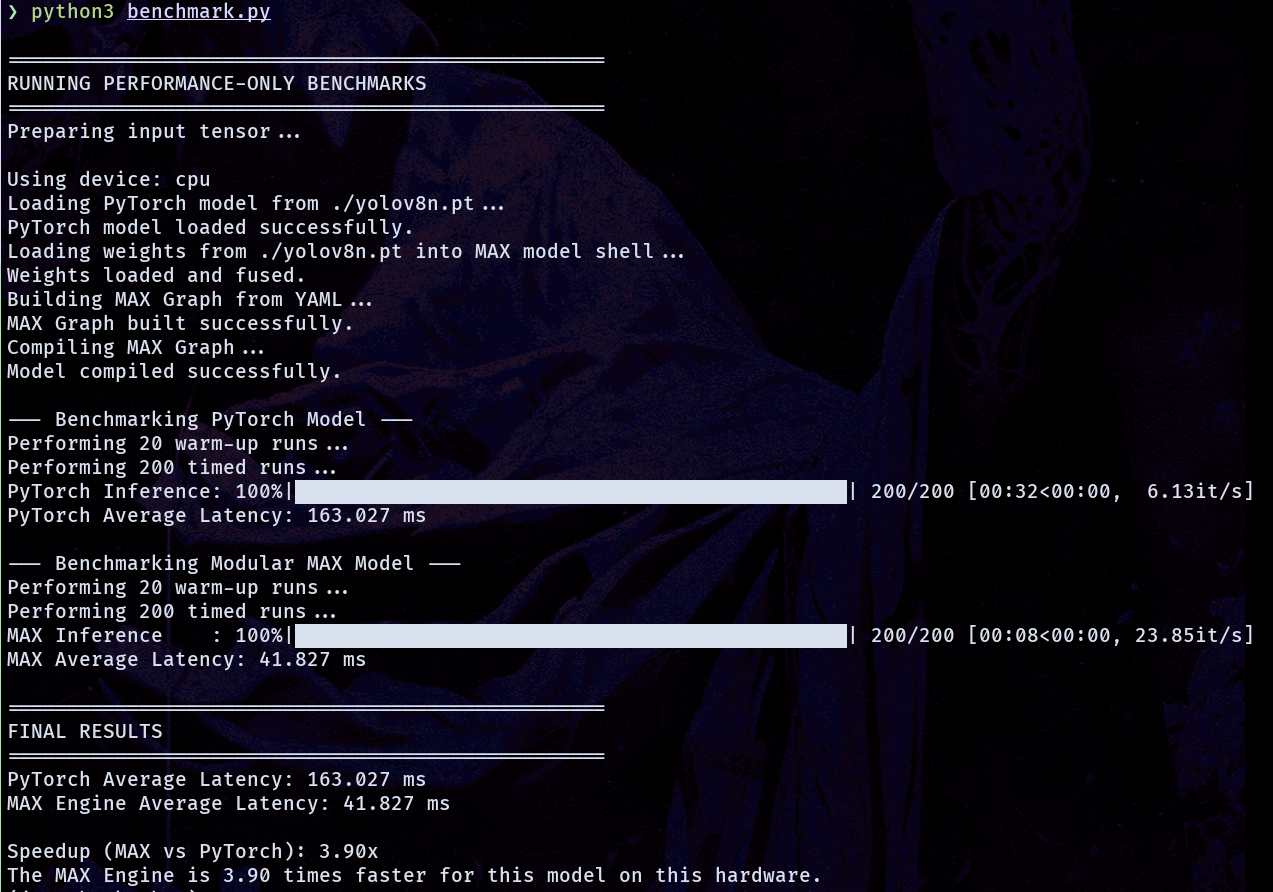 ❯ python3 benchmark.py
============================================================
RUNNING PERFORMANCE-ONLY BENCHMARKS
============================================================
Preparing input tensor...
Using device: cpu
Loading PyTorch model from ./yolov8n.pt...
PyTorch model loaded successfully.
Loading weights from ./yolov8n.pt into MAX model shell...
Weights loaded and fused.
Building MAX Graph from YAML...
MAX Graph built successfully.
Compiling MAX Graph...
Model compiled successfully.
--- Benchmarking PyTorch Model ---
Performing 20 warm-up runs...
Performing 200 timed runs...
PyTorch Inference: 100%|██████████████████████████████████████████████| 200/200 [00:32<00:00,  6.13it/s]
PyTorch Average Latency: 163.027 ms
--- Benchmarking Modular MAX Model ---
Performing 20 warm-up runs...
Performing 200 timed runs...
MAX Inference    : 100%|██████████████████████████████████████████████| 200/200 [00:08<00:00, 23.85it/s]
MAX Average Latency: 41.827 ms
============================================================
FINAL RESULTS
============================================================
PyTorch Average Latency: 163.027 ms
MAX Engine Average Latency: 41.827 ms
Speedup (MAX vs PyTorch): 3.90x
The MAX Engine is 3.90 times faster for this model on this hardware.